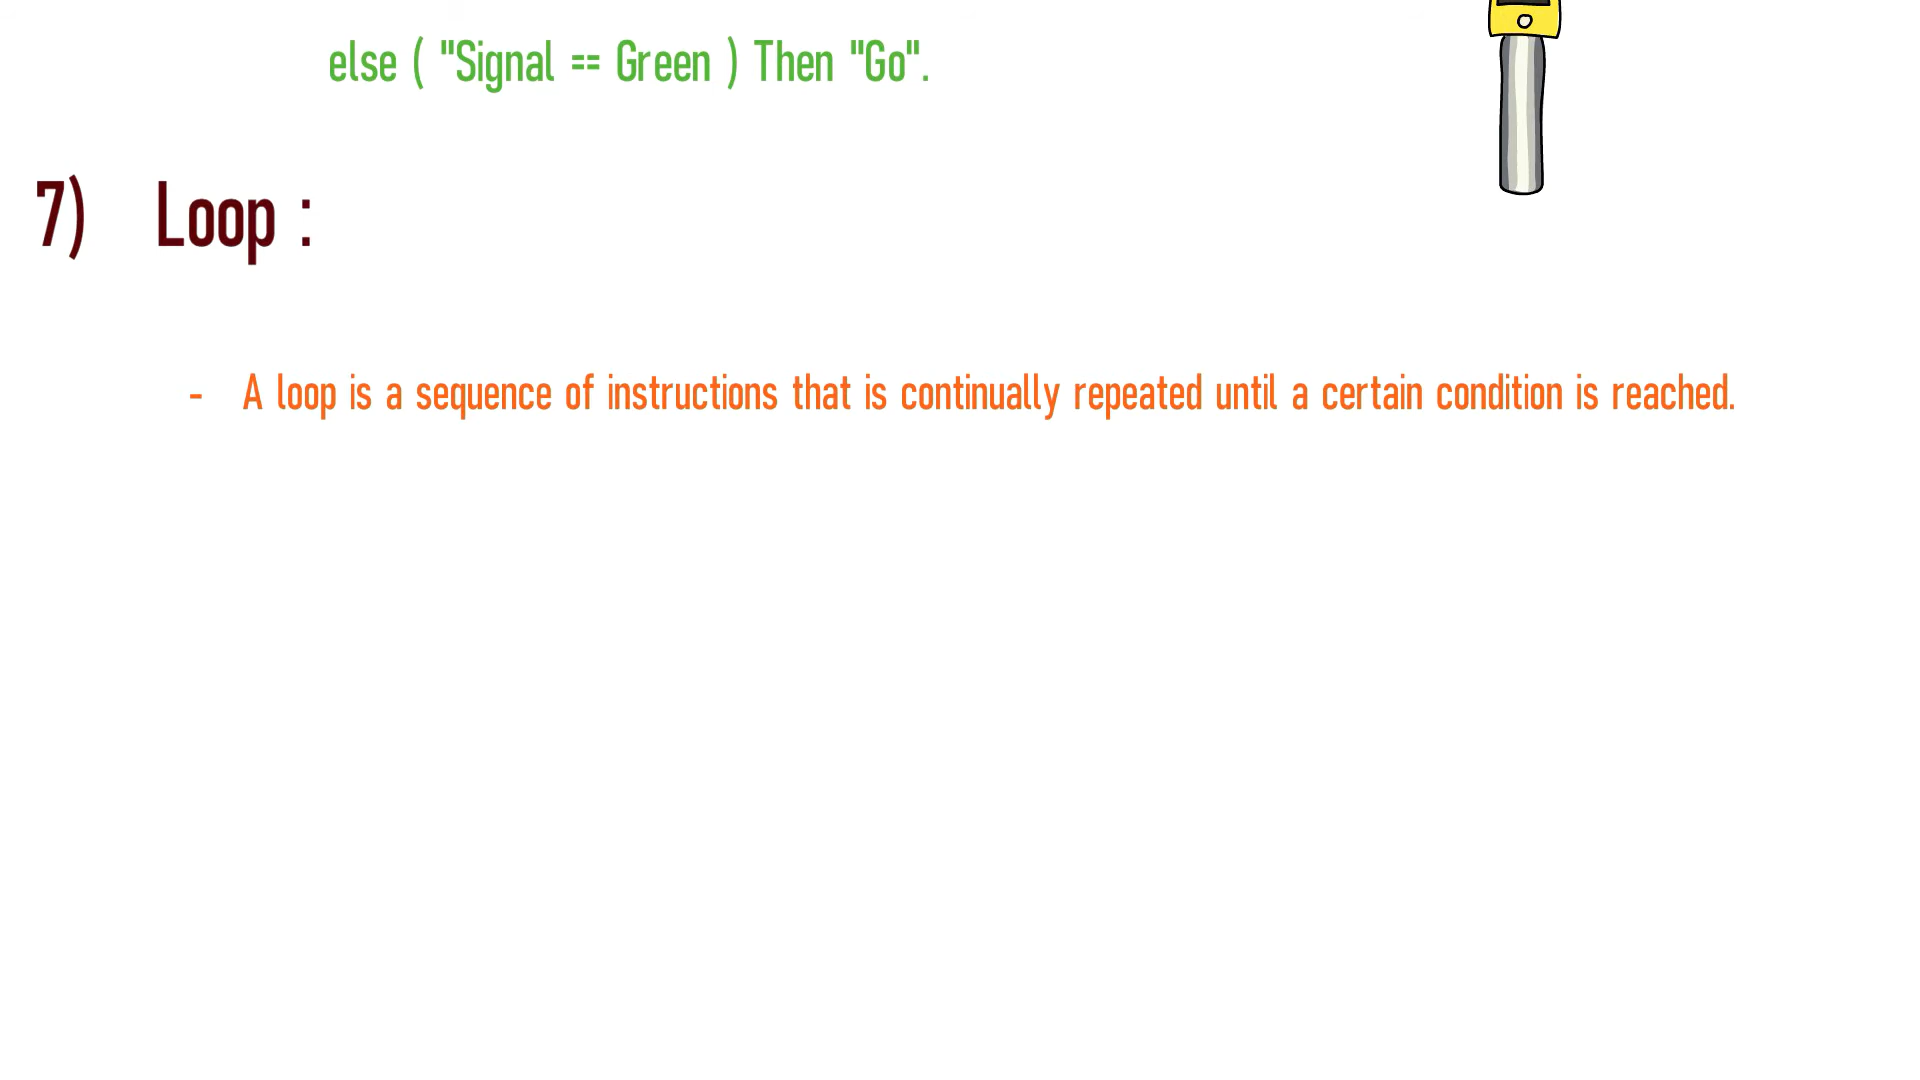 else ( "Signal == Green ) Then "Go".
7) Loop :
- A loop is a sequence of instructions that is continually repeated until a certain condition is reached.